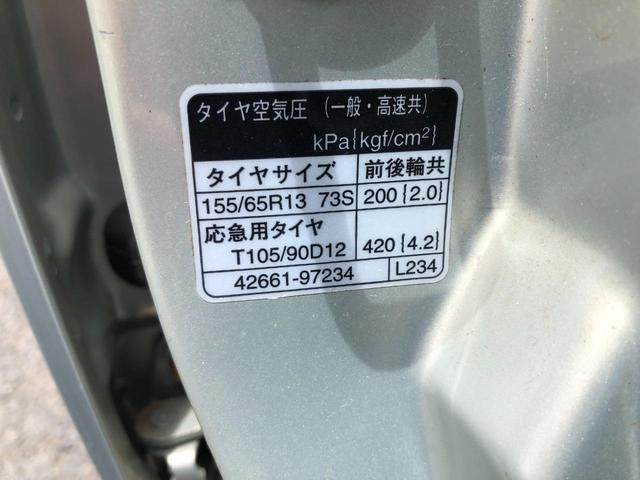 タイヤ空気圧 (一般・高速共)
kPa{kgf/cm²}
タイヤサイズ 前後輪共
155/65R13 73S 200 {2.0}
応急用タイヤ
T105/90D12 420 {4.2}
42661-97234 L234